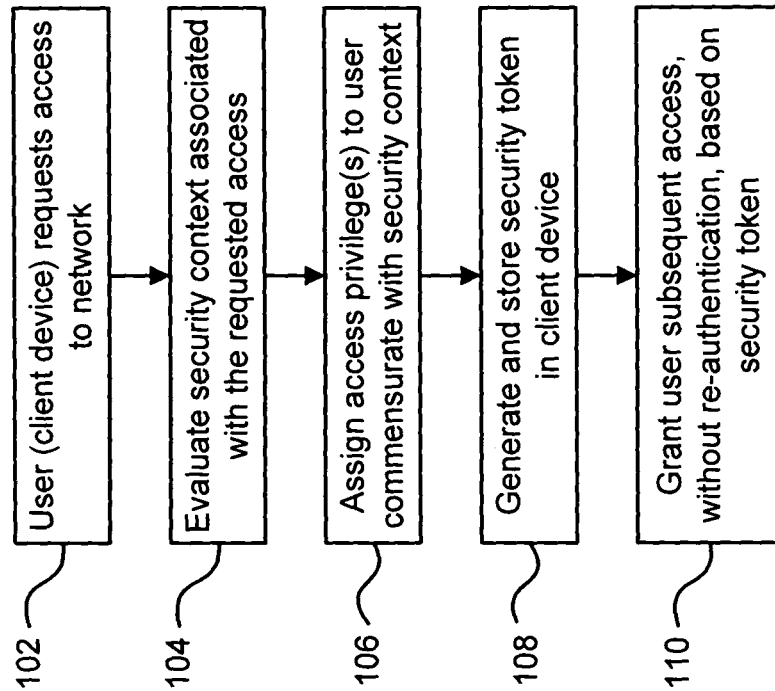 102
User (client device) requests access
to network
104
Evaluate security context associated
with the requested access
106
Assign access privilege(s) to user
commensurate with security context
108
Generate and store security token
in client device
110
Grant user subsequent access,
without re-authentication, based on
security token